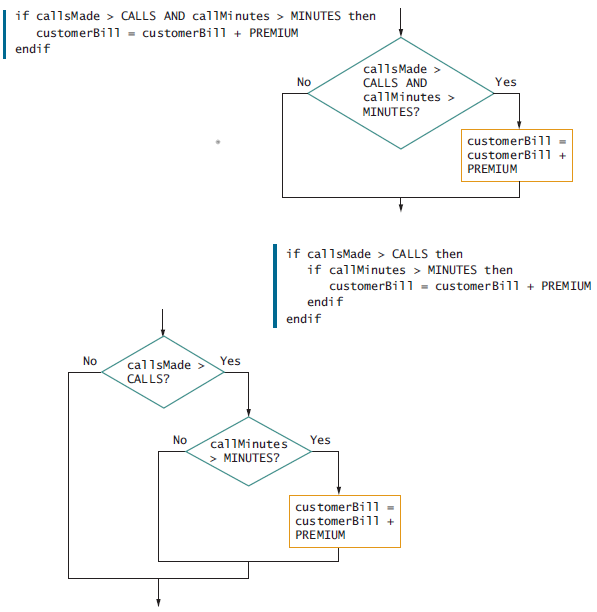 if callsMade > CALLS AND callMinutes > MINUTES then
customerBill = customerBill + PREMIUM
endif
callsMade >
CALLS AND
callMinutes >
MINUTES?
No
Yes
customerBill =
customerBill +
PREMIUM
if callsMade > CALLS then
if callMinutes > MINUTES then
customerBill = customerBill + PREMIUM
endif
endif
No
callsMade >
CALLS?
Yes
No
callMinutes
> MINUTES?
Yes
customerBill =
customerBill +
PREMIUM